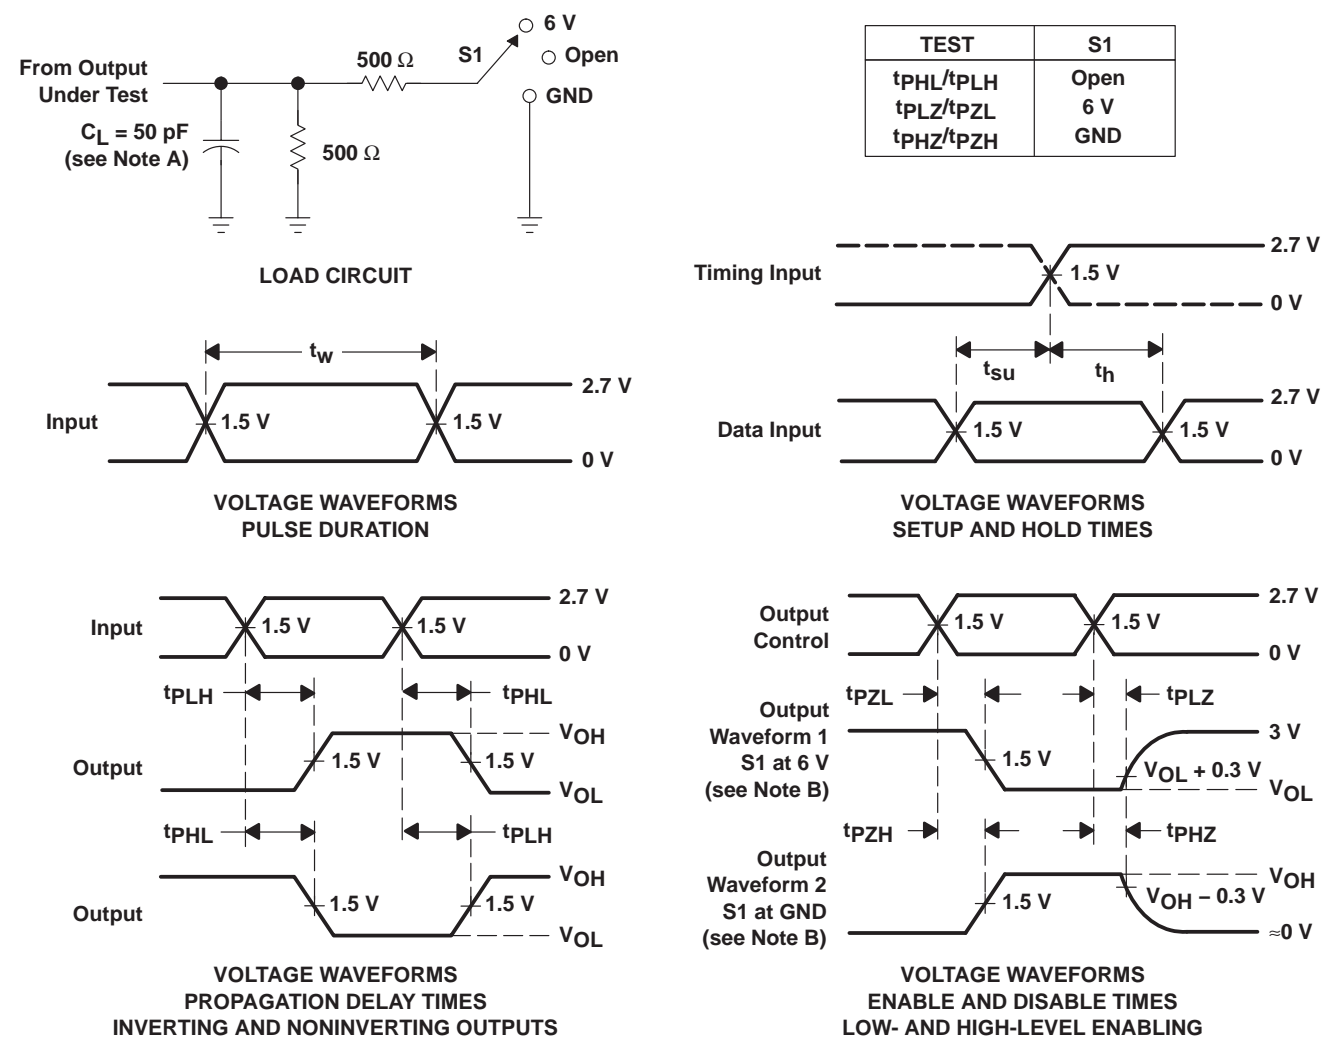 6 V
S1
Open
500 Ω
From Output
Under Test
GND
CL = 50 pF
(see Note A)
500 Ω
LOAD CIRCUIT
TEST S1
tPHL/tPLH Open
tPLZ/tPZL 6 V
tPHZ/tPZH GND
Timing Input
2.7 V
1.5 V
0 V
tsu
th
Data Input
2.7 V
1.5 V
1.5 V
0 V
VOLTAGE WAVEFORMS
SETUP AND HOLD TIMES
tw
Input
2.7 V
1.5 V
1.5 V
0 V
VOLTAGE WAVEFORMS
PULSE DURATION
Input
2.7 V
1.5 V
1.5 V
0 V
tPLH
tPHL
Output
VOH
1.5 V
1.5 V
VOL
tPHL
tPLH
Output
VOH
1.5 V
1.5 V
VOL
VOLTAGE WAVEFORMS
PROPAGATION DELAY TIMES
INVERTING AND NONINVERTING OUTPUTS
Output
Control
2.7 V
1.5 V
1.5 V
0 V
tPZL
tPLZ
Output
Waveform 1
S1 at 6 V
(see Note B)
3 V
1.5 V
VOL + 0.3 V
VOL
tPZH
tPHZ
Output
Waveform 2
S1 at GND
(see Note B)
VOH
1.5 V
VOH − 0.3 V
≈0 V
VOLTAGE WAVEFORMS
ENABLE AND DISABLE TIMES
LOW- AND HIGH-LEVEL ENABLING